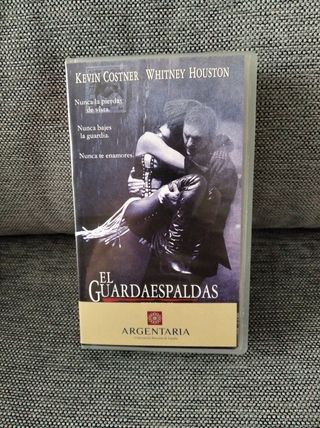 KEVIN COSTNER WHITNEY HOUSTON
Nunca la pierdas
de vista.
Nunca bajes
la guardia.
Nunca te enamores.
EL
GUARDAESPALDAS
ARGENTARIA